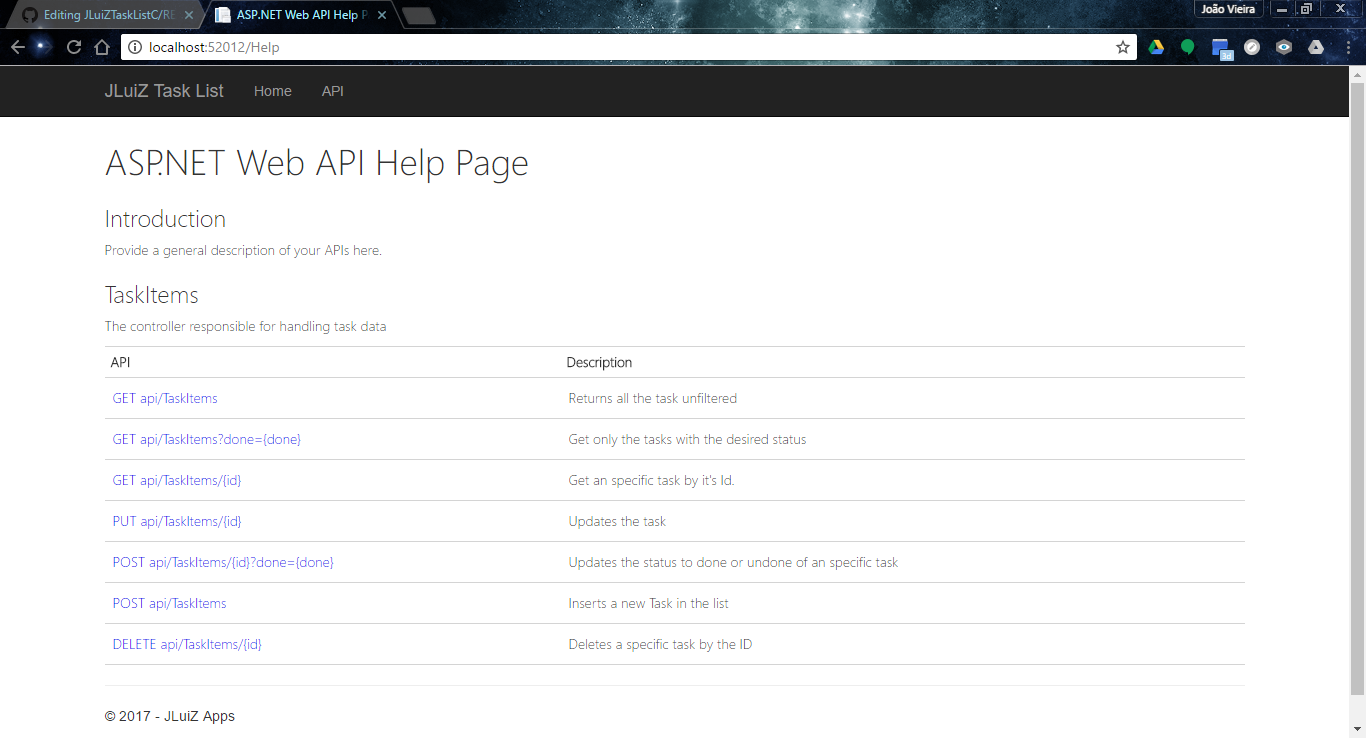 Editing JLuiZTaskListC/RE
ASP.NET Web API Help P
João Vieira
localhost:52012/Help
3d
JLuiZ Task List Home API
ASP.NET Web API Help Page
Introduction
Provide a general description of your APIs here.
TaskItems
The controller responsible for handling task data
API Description
GET api/TaskItems Returns all the task unfiltered
GET api/TaskItems?done={done} Get only the tasks with the desired status
GET api/TaskItems/{id} Get an specific task by it's Id.
PUT api/TaskItems/{id} Updates the task
POST api/TaskItems/{id}?done={done} Updates the status to done or undone of an specific task
POST api/TaskItems Inserts a new Task in the list
DELETE api/TaskItems/{id} Deletes a specific task by the ID
© 2017 - JLuiZ Apps